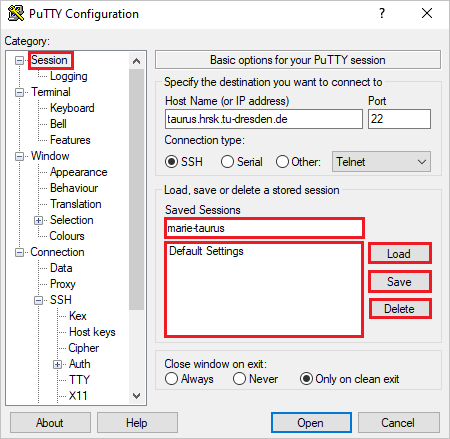 PuTTY Configuration
Category:
Session
Logging
Terminal
Keyboard
Bell
Features
Window
Appearance
Behaviour
Translation
Selection
Colours
Connection
Data
Proxy
SSH
Kex
Host keys
Cipher
Auth
TTY
X11
Basic options for your PuTTY session
Specify the destination you want to connect to
Host Name (or IP address) Port
taurus.hrsk.tu-dresden.de 22
Connection type:
SSH Serial Other: Telnet
Load, save or delete a stored session
Saved Sessions
marie-taurus
Default Settings
Load
Save
Delete
Close window on exit:
Always Never Only on clean exit
About Help Open Cancel